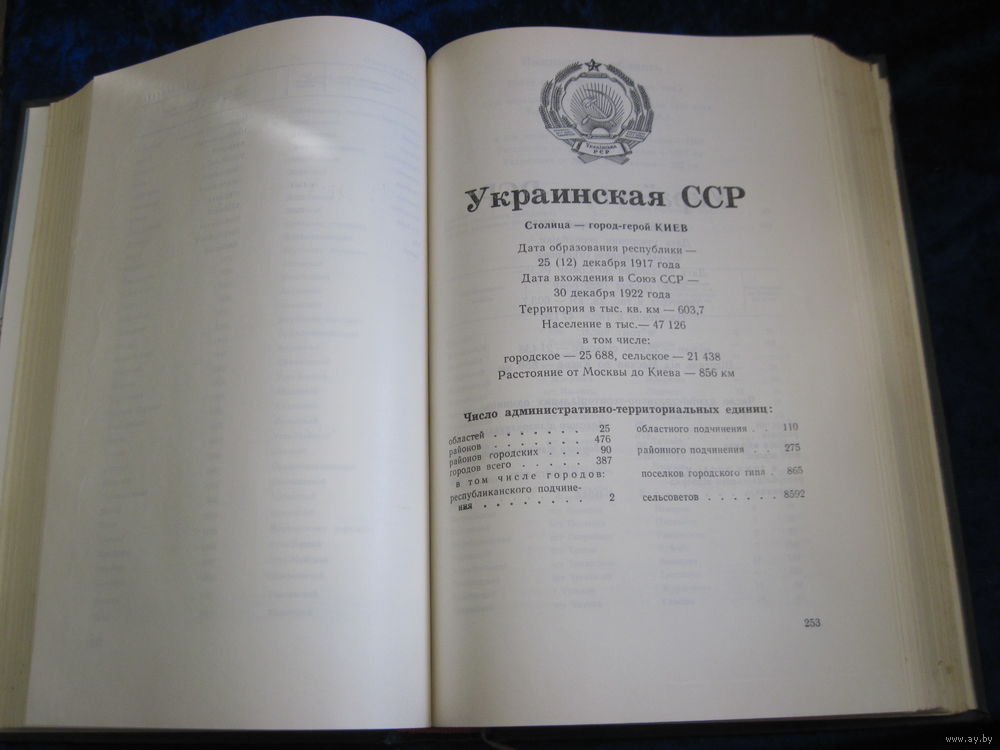 Українська
РСР
Украинская ССР
Столица — город-герой КИЕВ
Дата образования республики —
25 (12) декабря 1917 года
Дата вхождения в Союз ССР —
30 декабря 1922 года
Территория в тыс. кв. км — 603,7
Население в тыс.— 47 126
в том числе:
городское — 25 688, сельское — 21 438
Расстояние от Москвы до Киева — 856 км
Число административно-территориальных единиц:
областей . . . . . . . 25
районов . . . . . . . 476
районов городских . . . 90
городов всего . . . . . 387
в том числе городов:
республиканского подчине-
ния . . . . . . . . 2
областного подчинения . . 110
районного подчинения . . 275
поселков городского типа . 865
сельсоветов . . . . . . 8592
253
www.ay.by